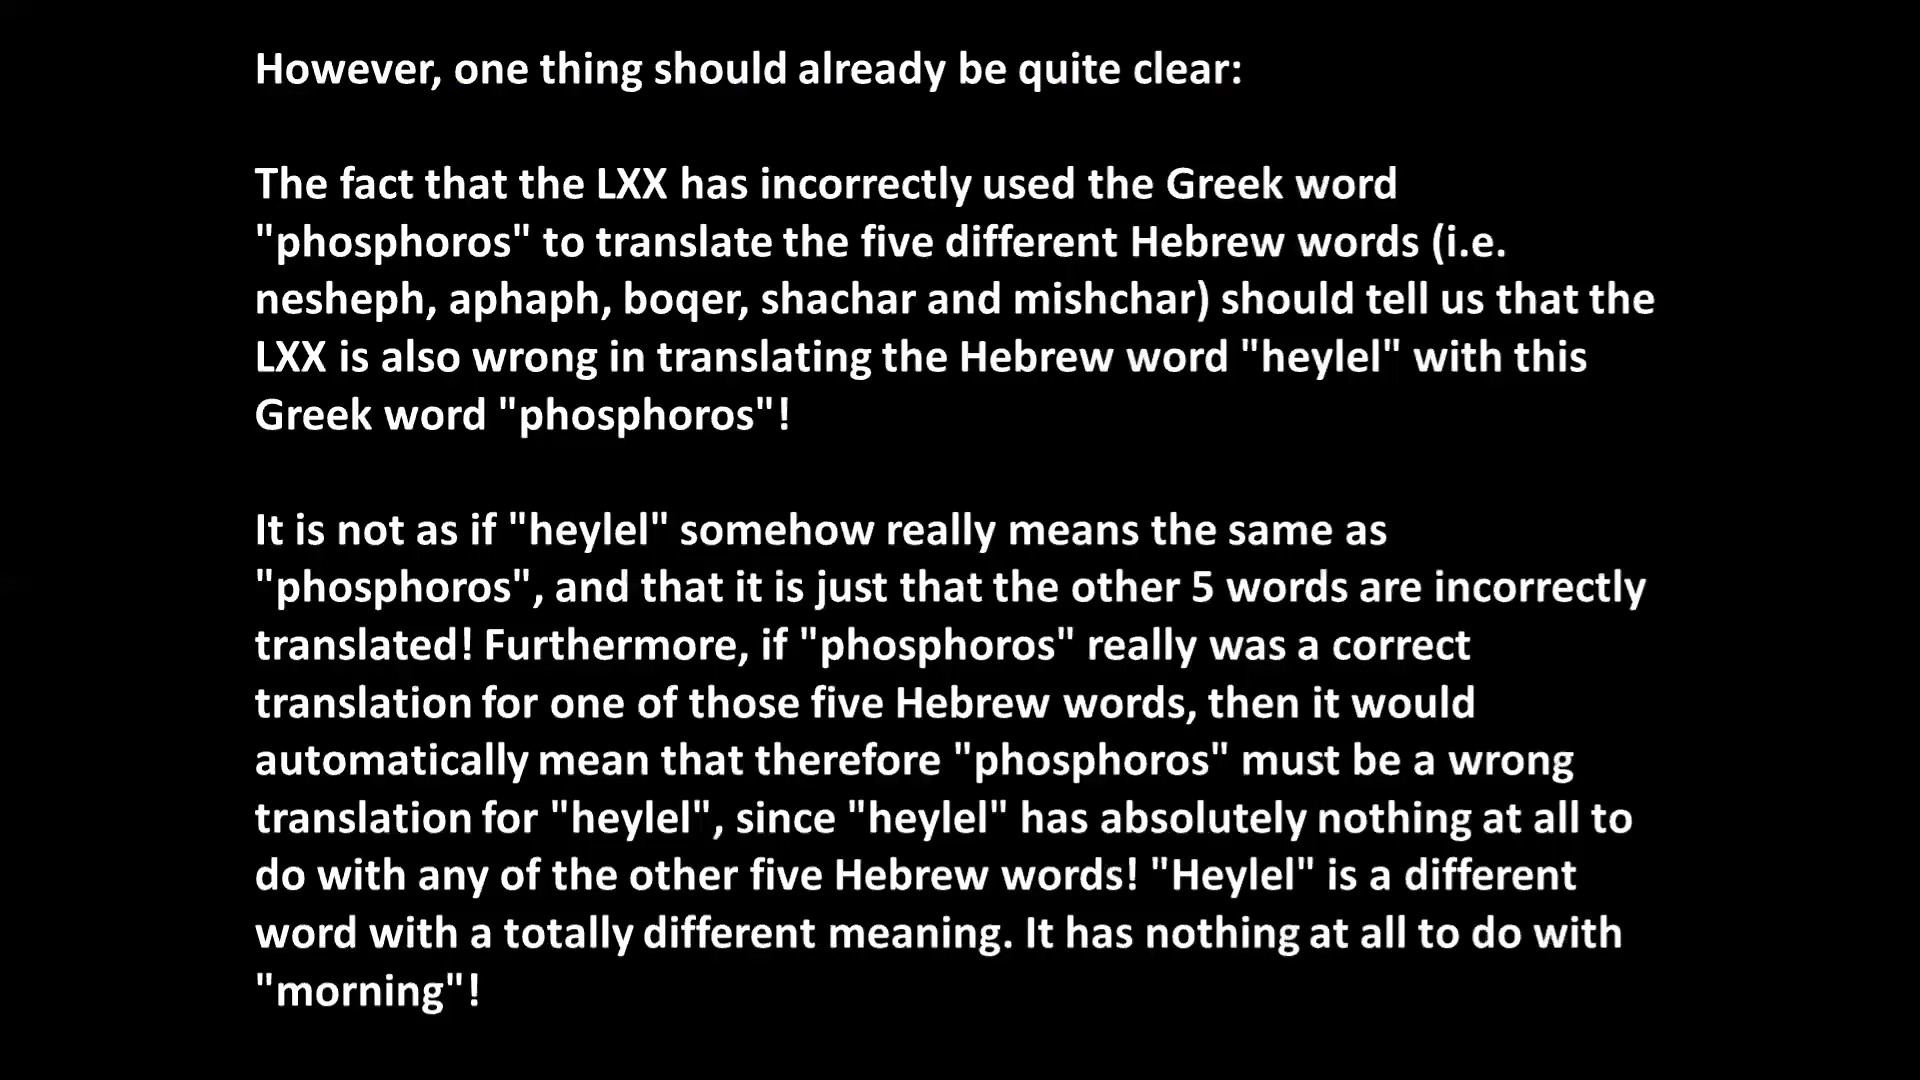 However, one thing should already be quite clear:
The fact that the LXX has incorrectly used the Greek word
"phosphoros" to translate the five different Hebrew words (i.e.
nesheph, aphaph, boqer, shachar and mishchar) should tell us that the
LXX is also wrong in translating the Hebrew word "heylel" with this
Greek word "phosphoros"!
It is not as if "heylel" somehow really means the same as
"phosphoros", and that it is just that the other 5 words are incorrectly
translated! Furthermore, if "phosphoros" really was a correct
translation for one of those five Hebrew words, then it would
automatically mean that therefore "phosphoros" must be a wrong
translation for "heylel", since "heylel" has absolutely nothing at all to
do with any of the other five Hebrew words! "Heylel" is a different
word with a totally different meaning. It has nothing at all to do with
"morning"!